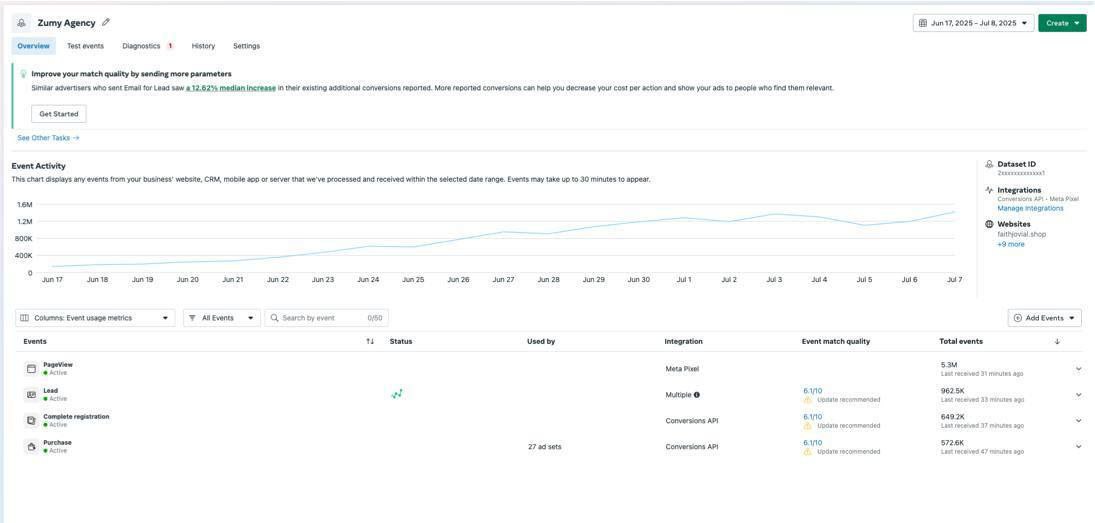 Zumy Agency
Jun 17, 2025 – Jul 8, 2025
Create
Overview
Test events
Diagnostics 1
History
Settings
Improve your match quality by sending more parameters
Similar advertisers who sent Email for Lead saw a 12.62% median increase in their existing additional conversions reported. More reported conversions can help you decrease your cost per action and show your ads to people who find them relevant.
Get Started
See Other Tasks →
Event Activity
This chart displays any events from your business' website, CRM, mobile app or server that we've processed and received within the selected date range. Events may take up to 30 minutes to appear.
1.6M
1.2M
800K
400K
0
Jun 17 Jun 18 Jun 19 Jun 20 Jun 21 Jun 22 Jun 23 Jun 24 Jun 25 Jun 26 Jun 27 Jun 28 Jun 29 Jun 30 Jul 1 Jul 2 Jul 3 Jul 4 Jul 5 Jul 6 Jul 7
Dataset ID
2xxxxxxxxxxxxx1
Integrations
Conversions API • Meta Pixel
Manage Integrations
Websites
faithjovial.shop
+9 more
Columns: Event usage metrics
All Events
Search by event 0/50
Add Events
Events Status Used by Integration Event match quality Total events
PageView Meta Pixel 5.3M
Active Last received 31 minutes ago
Lead Multiple 6.1/10 962.5K
Active Update recommended Last received 33 minutes ago
Complete registration Conversions API 6.1/10 649.2K
Active Update recommended Last received 37 minutes ago
Purchase 27 ad sets Conversions API 6.1/10 572.6K
Active Update recommended Last received 47 minutes ago